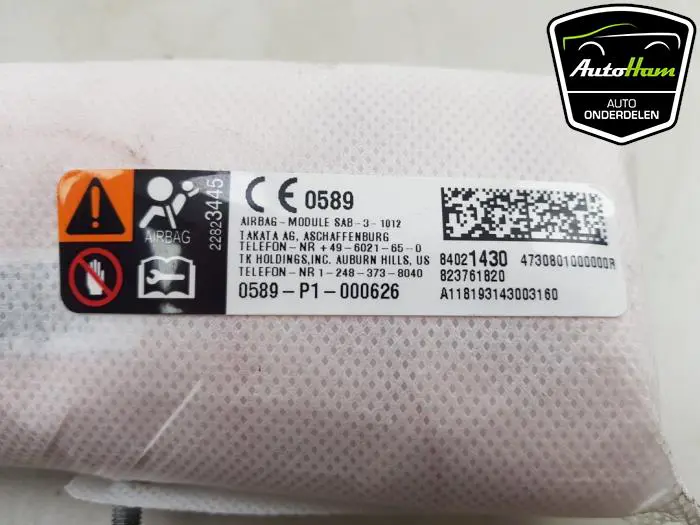 AutoHam
AUTO
ONDERDELEN
AIRBAG
22823445
CE 0589
AIRBAG-MODULE SAB-3-1012
TAKATA AG, ASCHAFFENBURG
TELEFON-NR +49-6021-65-0
TK HOLDINGS,INC. AUBURN HILLS, US
TELEFON-NR 1-248-373-8040
0589-P1-000626
84021430 4730801000000R
823761820
A118193143003160